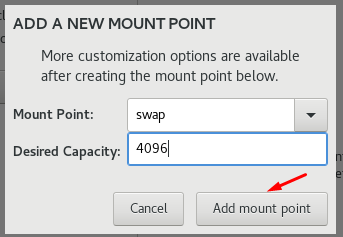 ADD A NEW MOUNT POINT
More customization options are available
after creating the mount point below.
Mount Point: swap
Desired Capacity: 4096
Cancel Add mount point